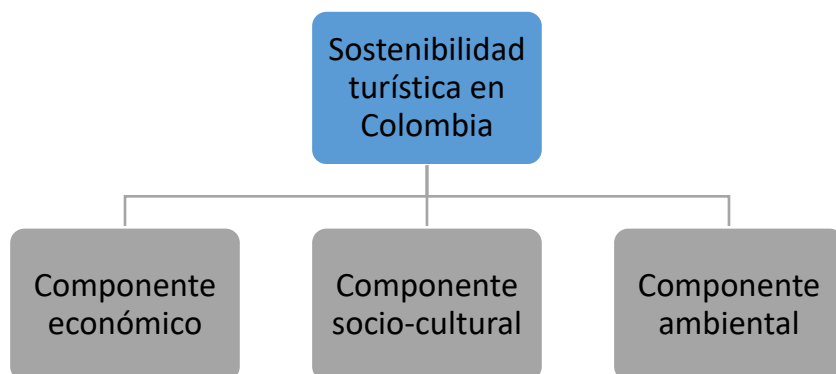 Sostenibilidad
turística en
Colombia
Componente
económico
Componente
socio-cultural
Componente
ambiental